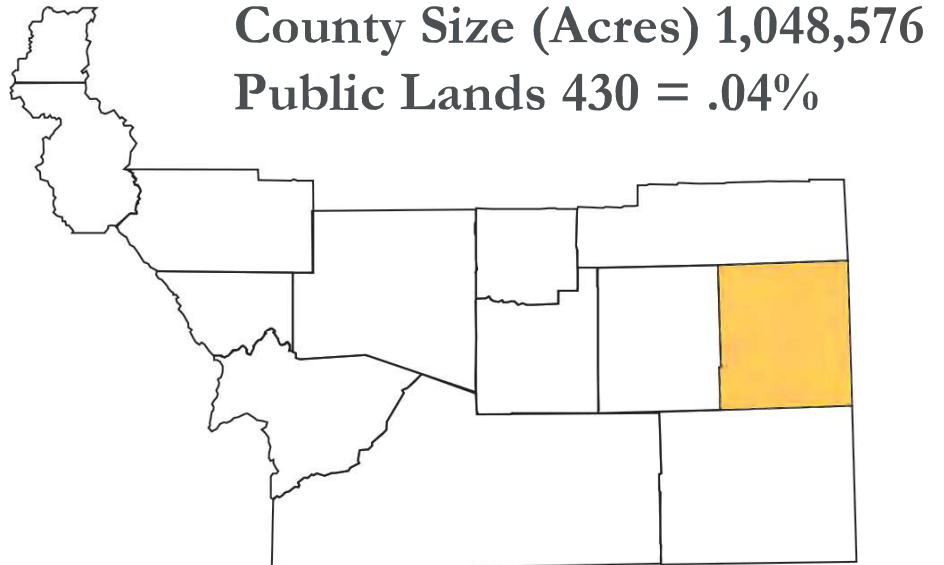 County Size (Acres) 1,048,576
Public Lands 430 = .04%